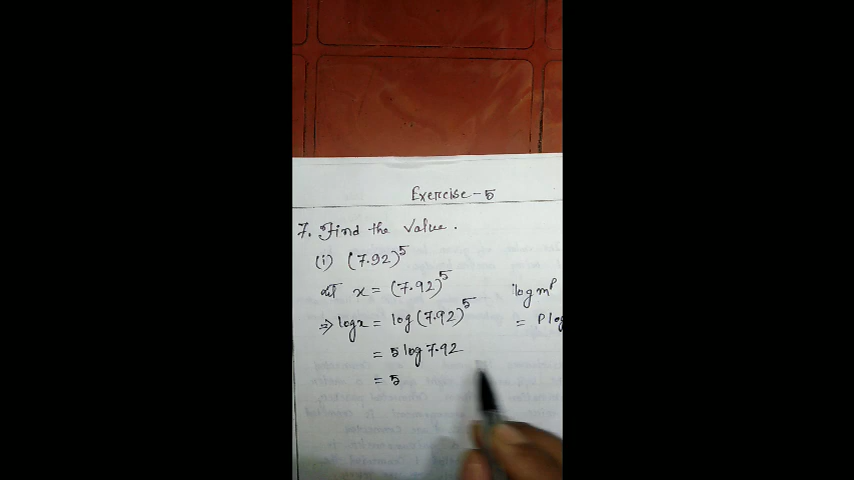 Exercise-5
7. Find the value.
(i) (7.92)^5
x = (7.92)^5
⇒ log x = log (7.92)^5
= 5 log 7.92
= 5
log m^p
= P log